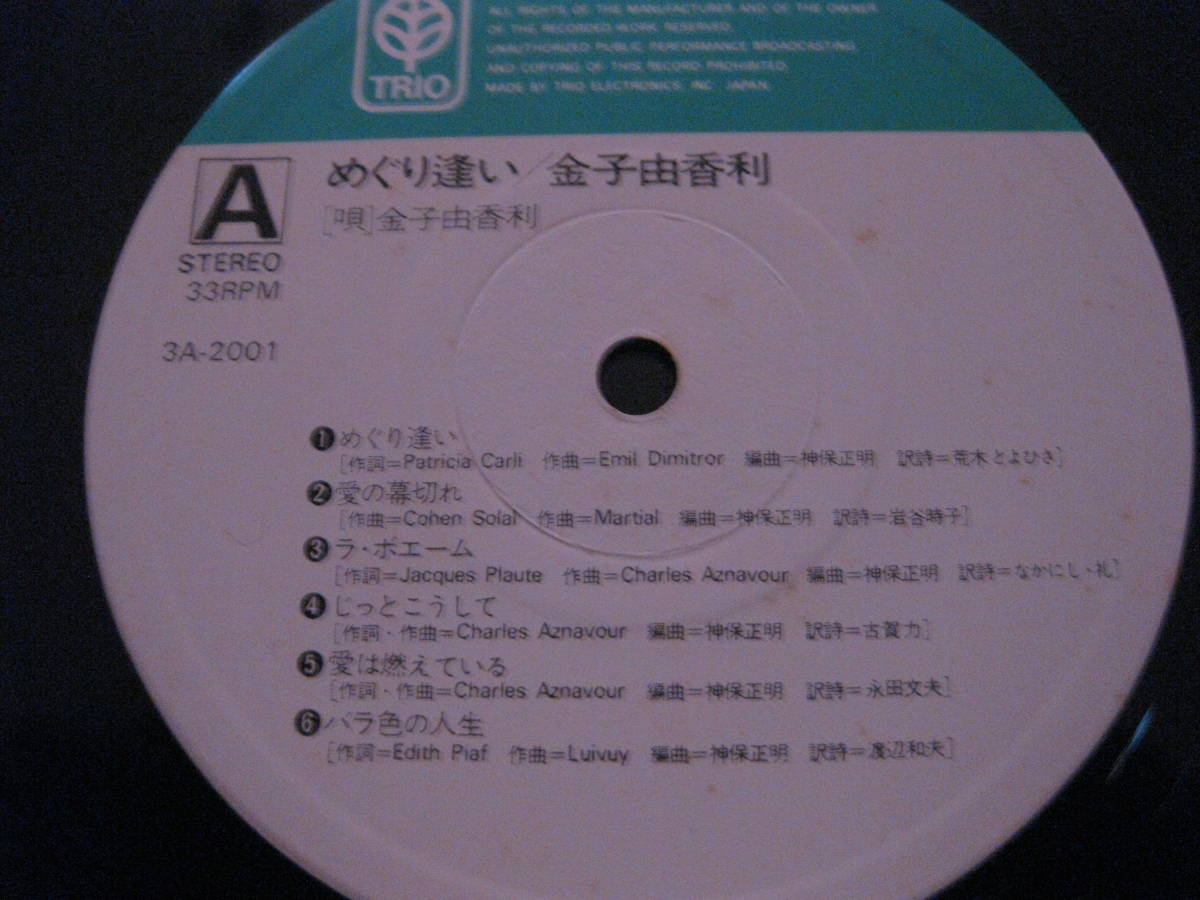 ALL RIGHTS OF THE MANUFACTURER AND OF THE OWNER
OF THE RECORDED WORK RESERVED.
UNAUTHORIZED PUBLIC PERFORMANCE BROADCASTING
AND COPYING OF THIS RECORD PROHIBITED.
MADE BY TRIO ELECTRONICS, INC. JAPAN.
TRIO
A
STEREO
33RPM
3A-2001
めぐり逢い/金子由香利
[唄]金子由香利
❶めぐり逢い
[作詞=Patricia Carli 作曲=Emil Dimitror 編曲=神保正明 訳詩=荒木とよひさ]
❷愛の幕切れ
[作曲=Cohen Solal 作曲=Martial 編曲=神保正明 訳詩=岩谷時子]
❸ラ・ボエーム
[作詞=Jacques Plaute 作曲=Charles Aznavour 編曲=神保正明 訳詩=なかにし・礼]
❹じっとこうして
[作詞・作曲=Charles Aznavour 編曲=神保正明 訳詩=古賀力]
❺愛は燃えている
[作詞・作曲=Charles Aznavour 編曲=神保正明 訳詩=永田文夫]
❻バラ色の人生
[作詞=Edith Piaf 作曲=Luivuy 編曲=神保正明 訳詩=渡辺和夫]